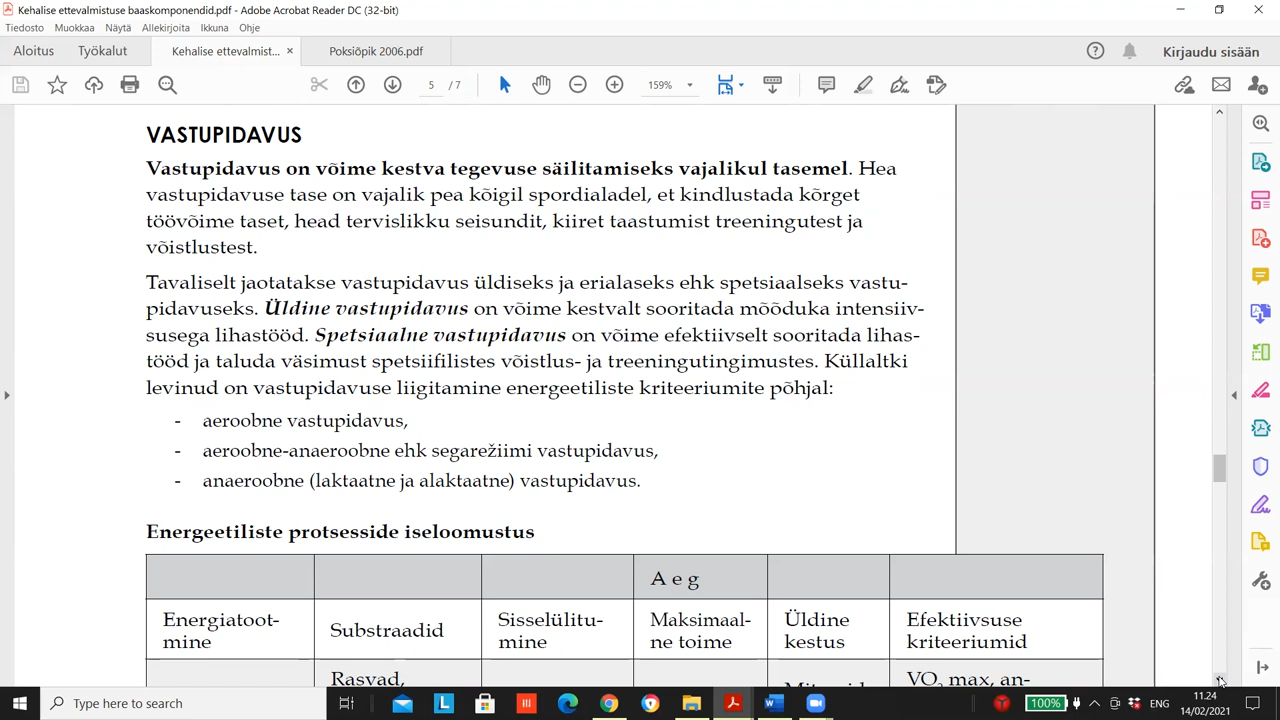 Kehalise ettevalmistuse baaskomponendid.pdf - Adobe Acrobat Reader DC (32-bit)
Tiedosto Muokkaa Näytä Allekirjoita Ikkuna Ohje
Aloitus Työkalut Kehalise ettevalmist... × Poksiõpik 2006.pdf Kirjaudu sisään
5 / 7 159%
VASTUPIDAVUS
Vastupidavus on võime kestva tegevuse säilitamiseks vajalikul tasemel. Hea
vastupidavuse tase on vajalik pea kõigil spordialadel, et kindlustada kõrget
töövõime taset, head tervislikku seisundit, kiiret taastumist treeningutest ja
võistlustest.
Tavaliselt jaotatakse vastupidavus üldiseks ja erialaseks ehk spetsiaalseks vastu-
pidavuseks. Üldine vastupidavus on võime kestvalt sooritada mõõduka intensiiv-
susega lihastööd. Spetsiaalne vastupidavus on võime efektiivselt sooritada lihas-
tööd ja taluda väsimust spetsiifilistes võistlus- ja treeningutingimustes. Küllaltki
levinud on vastupidavuse liigitamine energeetiliste kriteeriumite põhjal:
- aeroobne vastupidavus,
- aeroobne-anaeroobne ehk segarežiimi vastupidavus,
- anaeroobne (laktaatne ja alaktaatne) vastupidavus.
Energeetiliste protsesside iseloomustus
A e g
Energiatoot- Sisselülitu- Maksimaal- Üldine Efektiivsuse
Substraadid
mine mine ne toime kestus kriteeriumid
Rasvad, VO2 max, an-
Type here to search 100% ENG 11.24
14/02/2021